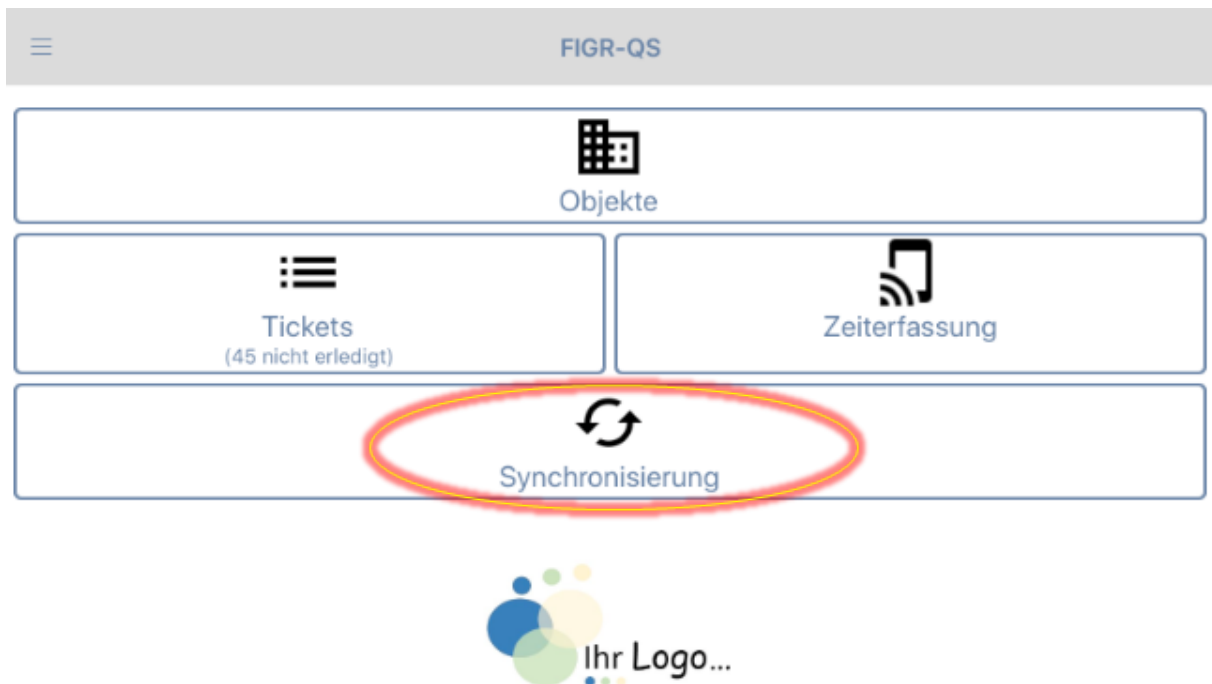 FIGR-QS
Objekte
Tickets
(45 nicht erledigt)
Zeiterfassung
Synchronisierung
Ihr Logo...